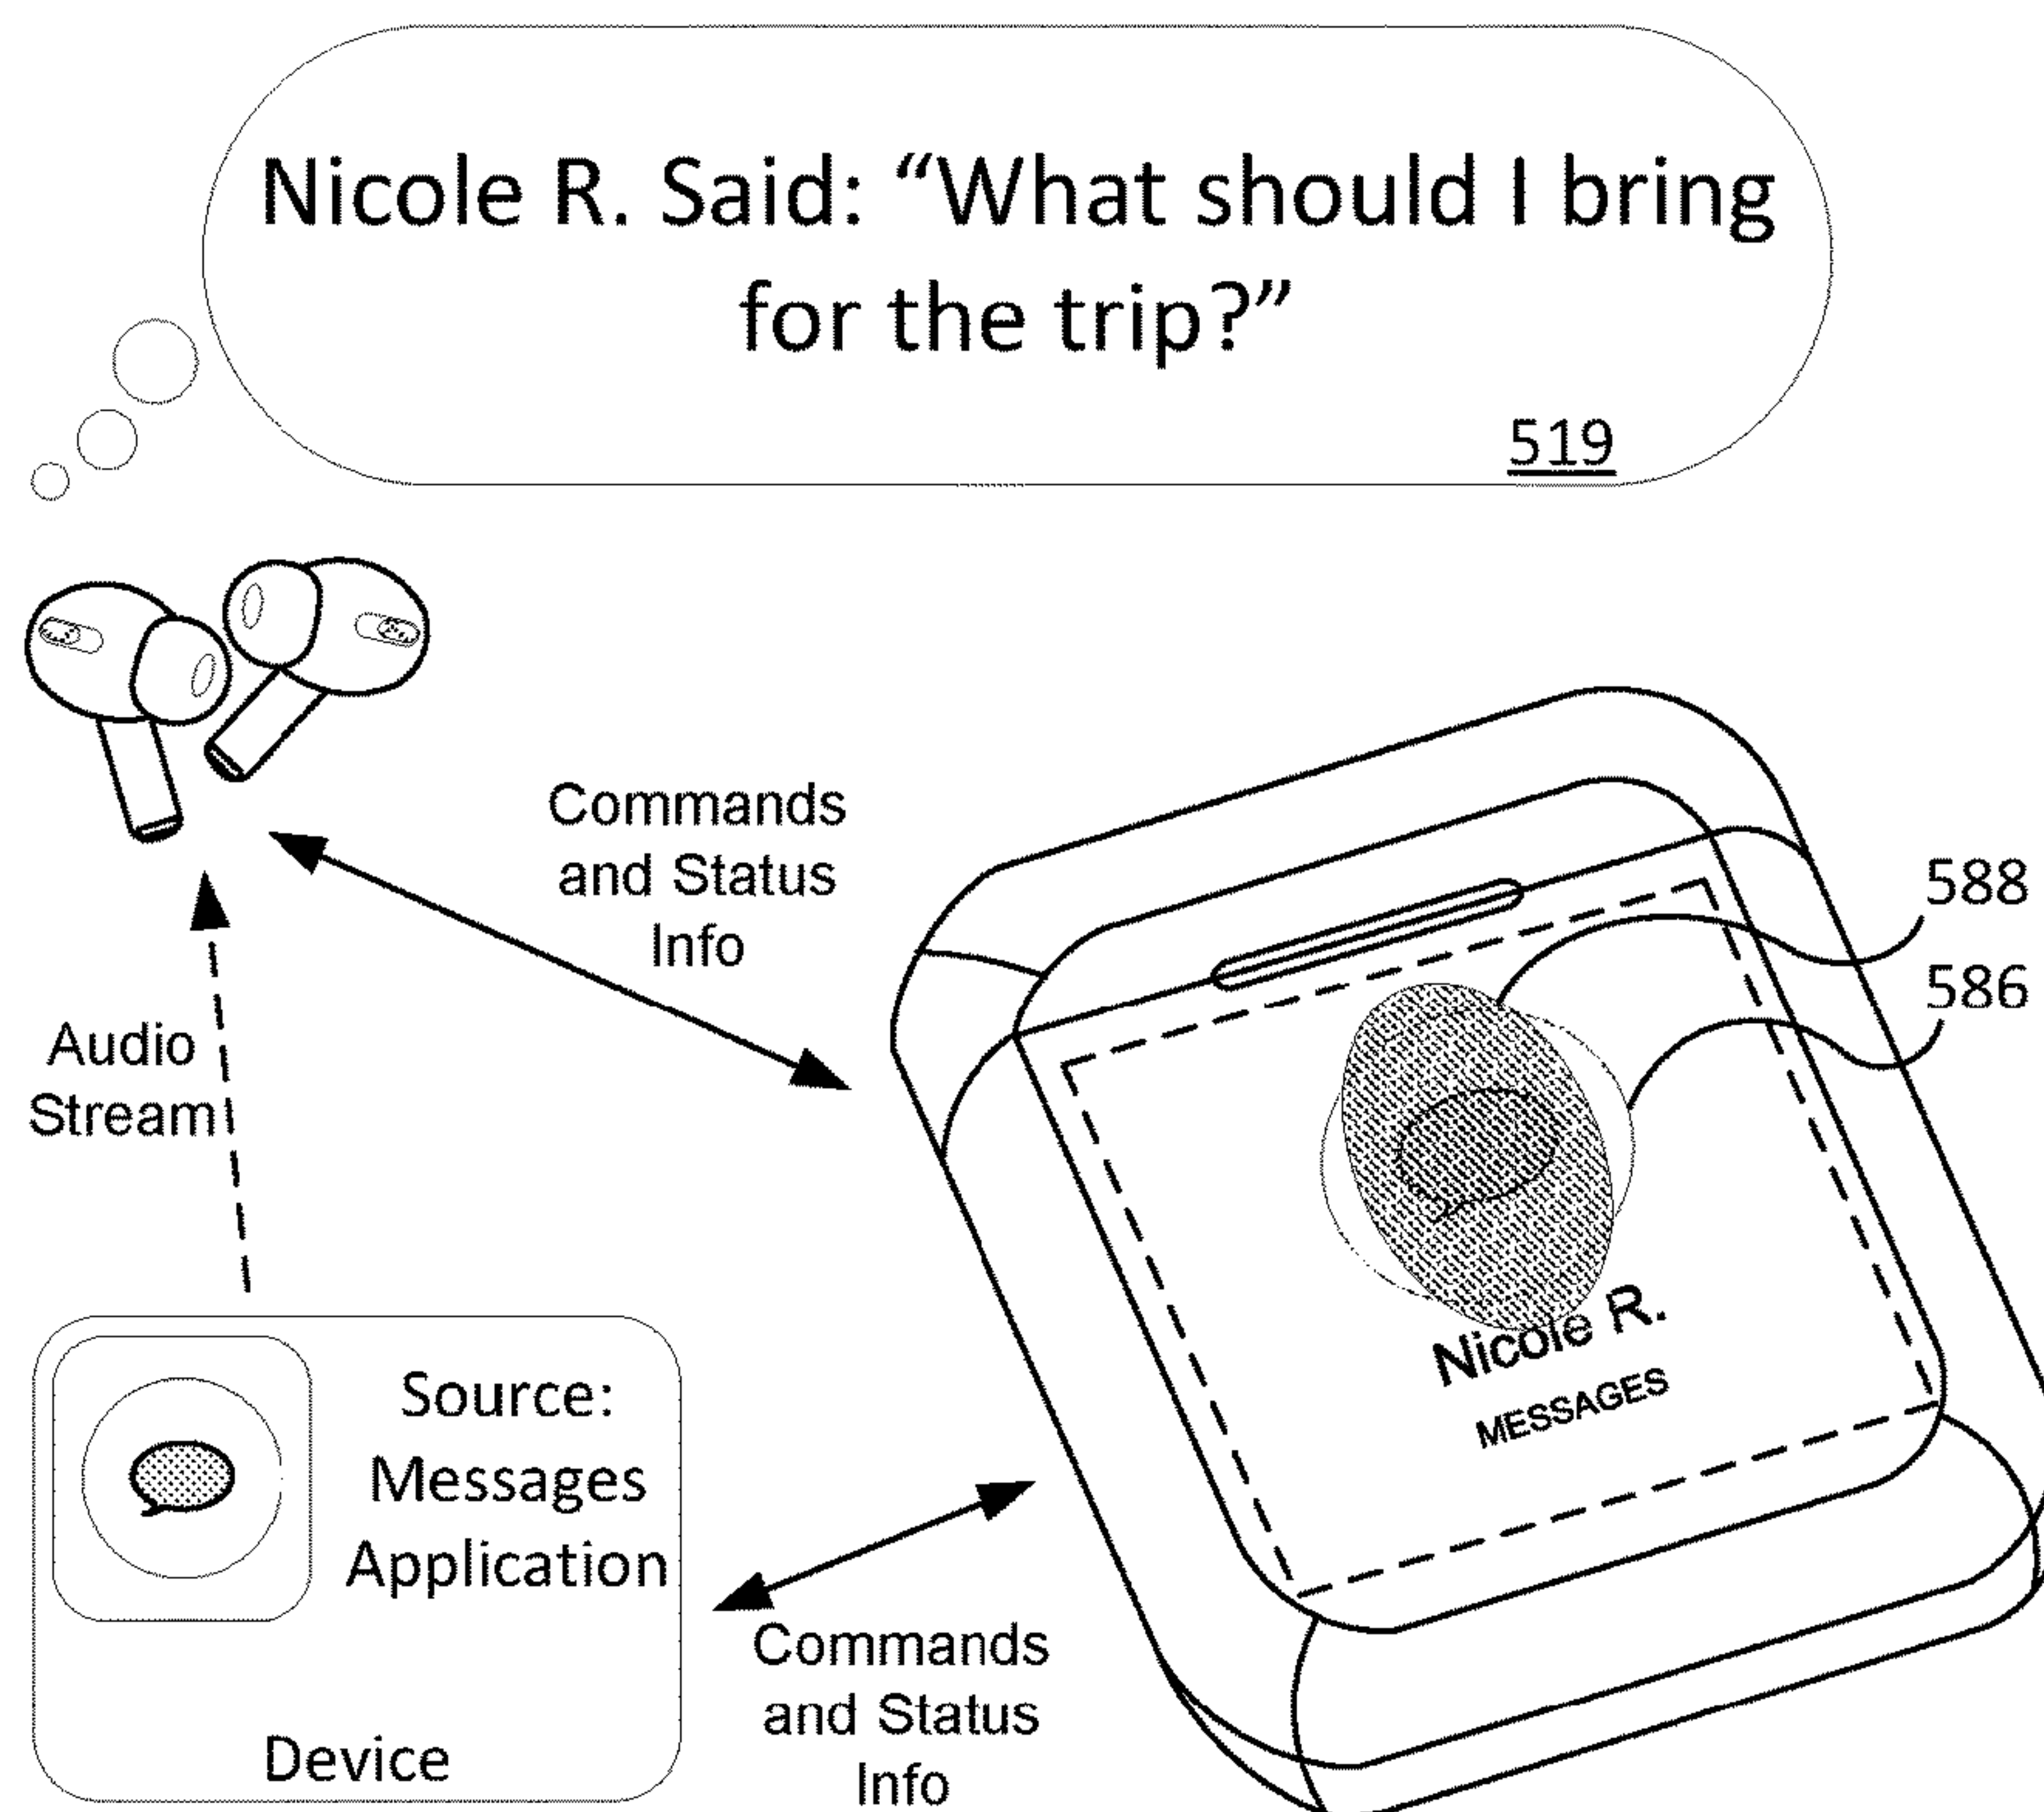 Nicole R. Said: “What should I bring
for the trip?”
519
Commands
and Status
Info
588
586
Audio
Stream
Nicole R.
MESSAGES
Source:
Messages
Application
Device
Commands
and Status
Info